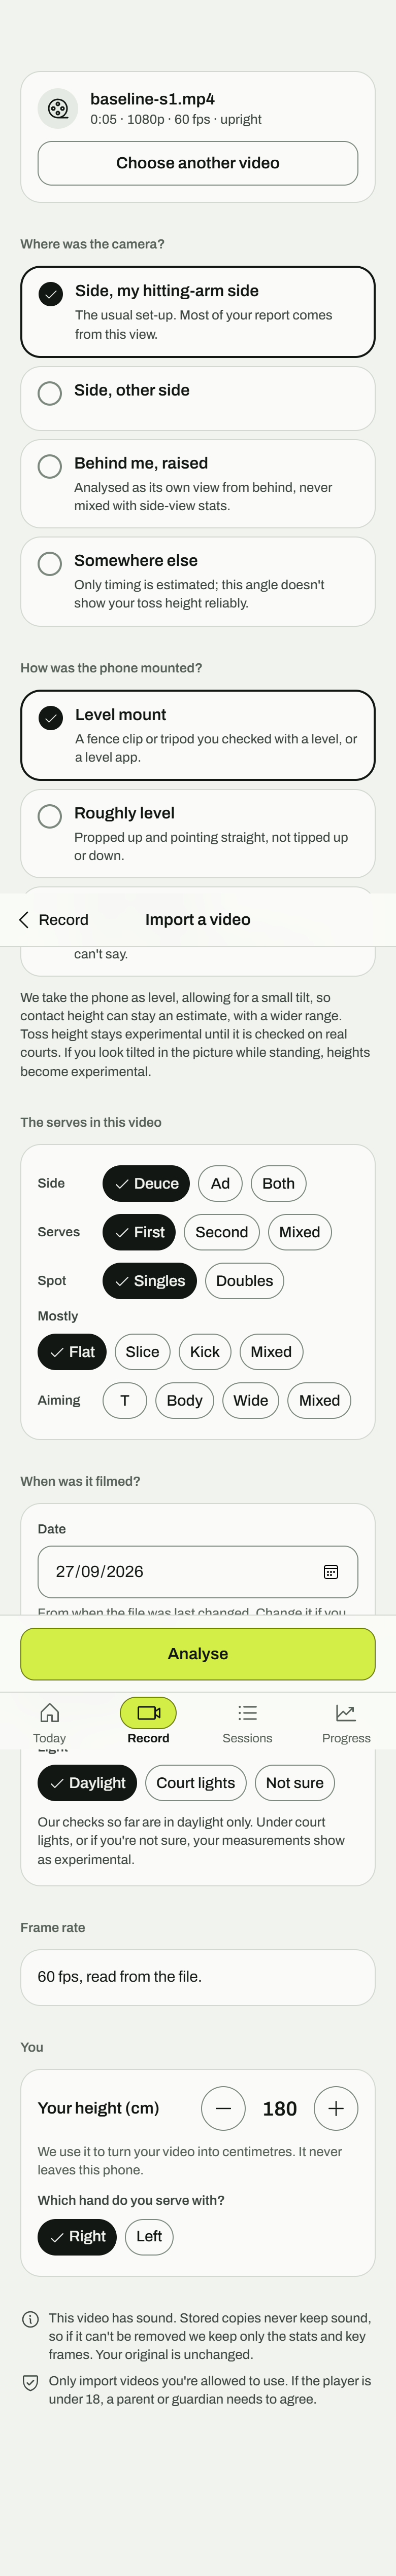 baseline-s1.mp4
0:05 · 1080p · 60 fps · upright
Choose another video
Where was the camera?
Side, my hitting-arm side
The usual set-up. Most of your report comes
from this view.
Side, other side
Behind me, raised
Analysed as its own view from behind, never
mixed with side-view stats.
Somewhere else
Only timing is estimated; this angle doesn't
show your toss height reliably.
How was the phone mounted?
Level mount
A fence clip or tripod you checked with a level, or
a level app.
Roughly level
Propped up and pointing straight, not tipped up
or down.
Record
Import a video
can't say.
We take the phone as level, allowing for a small tilt, so
contact height can stay an estimate, with a wider range.
Toss height stays experimental until it is checked on real
courts. If you look tilted in the picture while standing, heights
become experimental.
The serves in this video
Side Deuce Ad Both
Serves First Second Mixed
Spot Singles Doubles
Mostly
Flat Slice Kick Mixed
Aiming T Body Wide Mixed
When was it filmed?
Date
27/09/2026
From when the file was last changed. Change it if you
Analyse
Today Record Sessions Progress
Light
Daylight Court lights Not sure
Our checks so far are in daylight only. Under court
lights, or if you're not sure, your measurements show
as experimental.
Frame rate
60 fps, read from the file.
You
Your height (cm) 180
We use it to turn your video into centimetres. It never
leaves this phone.
Which hand do you serve with?
Right Left
This video has sound. Stored copies never keep sound,
so if it can't be removed we keep only the stats and key
frames. Your original is unchanged.
Only import videos you're allowed to use. If the player is
under 18, a parent or guardian needs to agree.